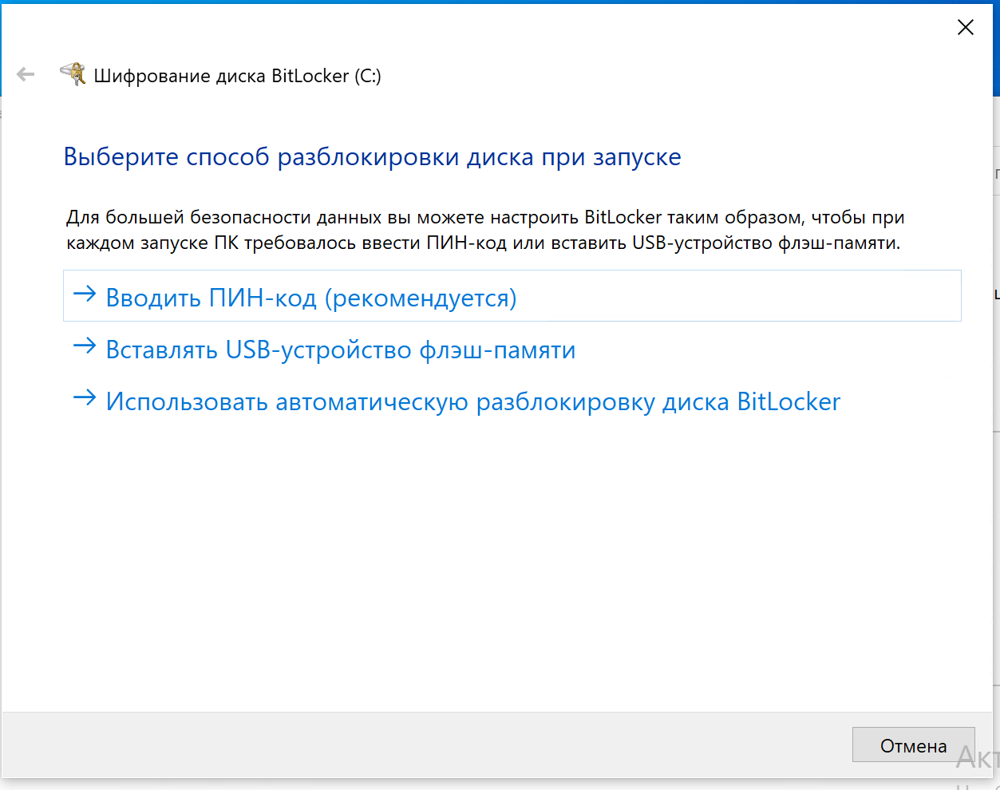 Шифрование диска BitLocker (C:)
Выберите способ разблокировки диска при запуске
Для большей безопасности данных вы можете настроить BitLocker таким образом, чтобы при
каждом запуске ПК требовалось ввести ПИН-код или вставить USB-устройство флэш-памяти.
Вводить ПИН-код (рекомендуется)
Вставлять USB-устройство флэш-памяти
Использовать автоматическую разблокировку диска BitLocker
Отмена